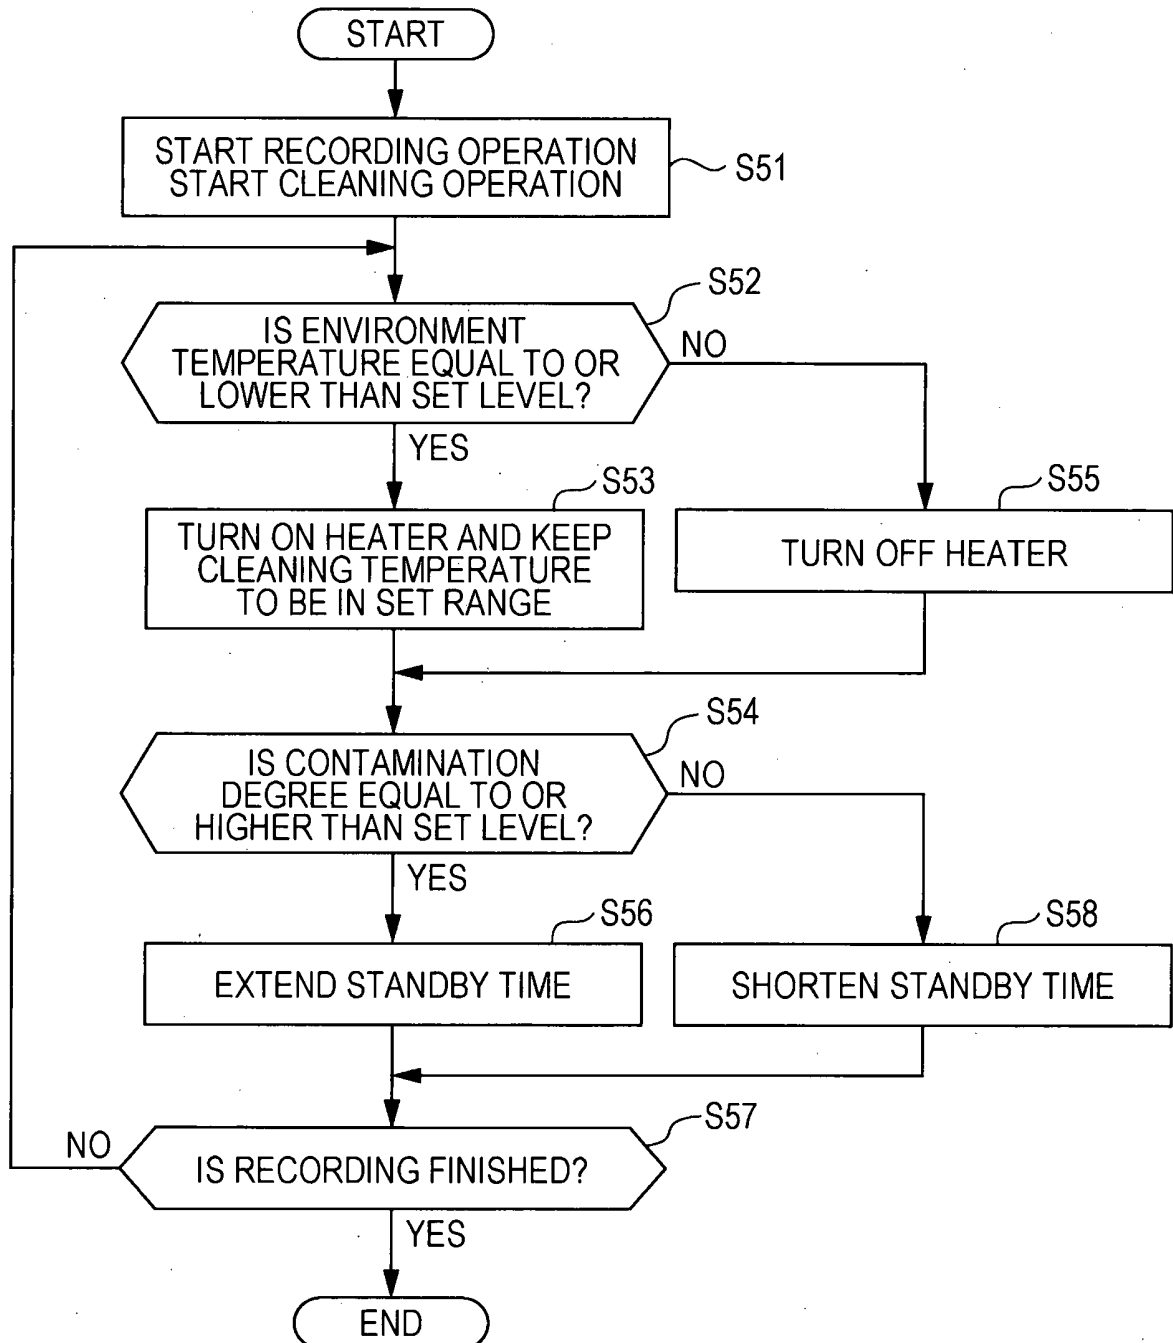 START
START RECORDING OPERATION
START CLEANING OPERATION
S51
S52
IS ENVIRONMENT
TEMPERATURE EQUAL TO OR
LOWER THAN SET LEVEL?
NO
YES
S53
TURN ON HEATER AND KEEP
CLEANING TEMPERATURE
TO BE IN SET RANGE
S55
TURN OFF HEATER
S54
IS CONTAMINATION
DEGREE EQUAL TO OR
HIGHER THAN SET LEVEL?
NO
YES
S56
EXTEND STANDBY TIME
S58
SHORTEN STANDBY TIME
S57
NO
IS RECORDING FINISHED?
YES
END